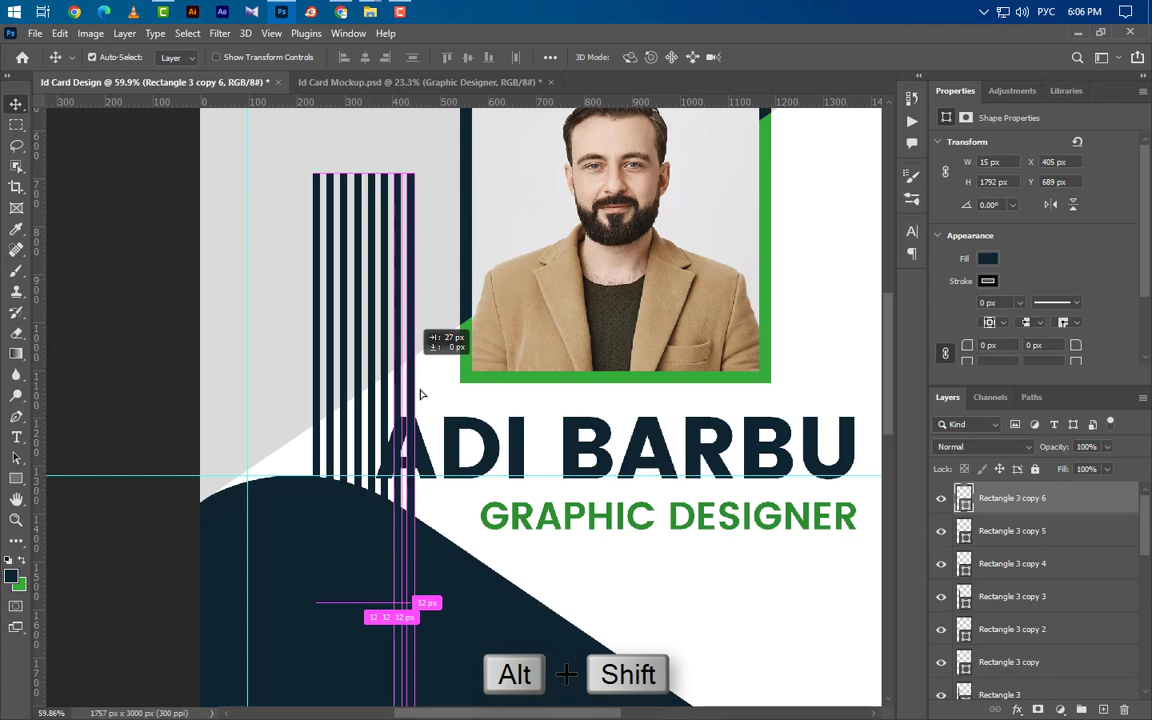 РУС
6:06 PM
File Edit Image Layer Type Select Filter 3D View Plugins Window Help
Auto-Select: Layer Show Transform Controls 3D Mode:
Id Card Design @ 59.9% (Rectangle 3 copy 6, RGB/8#) *
Id Card Mockup.psd @ 23.3% (Graphic Designer, RGB/8#) *
300 200 100 0 100 200 300 400 500 600 700 800 900 1000 1100 1200 1300
Properties Adjustments Libraries
Shape Properties
Transform
W 15 px X 405 px
H 1792 px Y 689 px
0.00°
Appearance
Fill
Stroke
0 px
0 px 0 px
27 px
0 px
ADI BARBU
GRAPHIC DESIGNER
12 px
12 12 12 px
Alt + Shift
Layers Channels Paths
Kind
Normal Opacity: 100%
Lock: Fill: 100%
Rectangle 3 copy 6
Rectangle 3 copy 5
Rectangle 3 copy 4
Rectangle 3 copy 3
Rectangle 3 copy 2
Rectangle 3 copy
Rectangle 3
59.86% 1757 px x 3000 px (300 ppi)